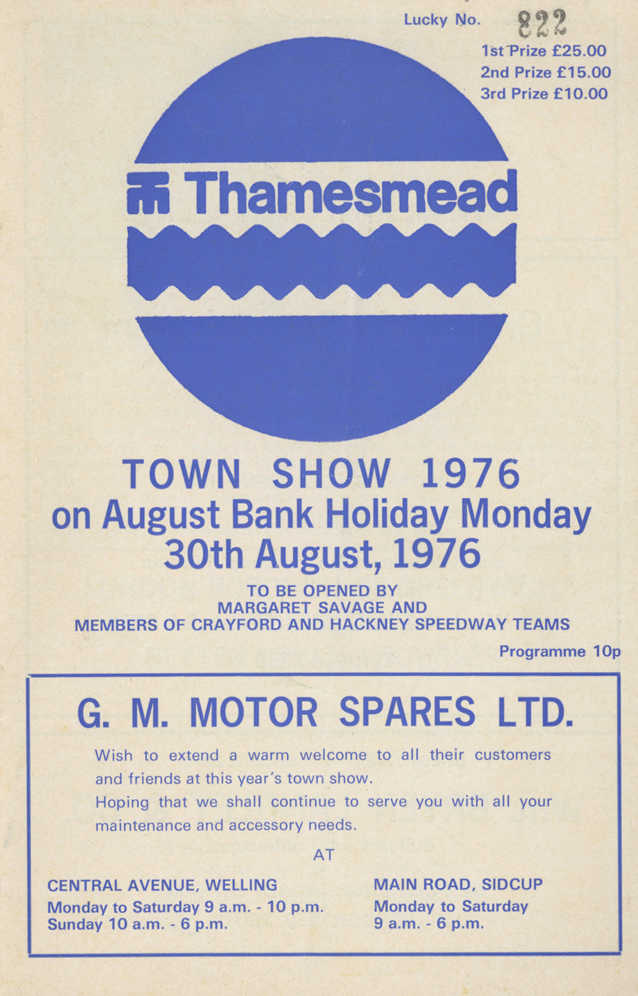 Lucky No. 822
1st Prize £25.00
2nd Prize £15.00
3rd Prize £10.00
Thamesmead
TOWN SHOW 1976
on August Bank Holiday Monday
30th August, 1976
TO BE OPENED BY
MARGARET SAVAGE AND
MEMBERS OF CRAYFORD AND HACKNEY SPEEDWAY TEAMS
Programme 10p
G. M. MOTOR SPARES LTD.
Wish to extend a warm welcome to all their customers
and friends at this year's town show.
Hoping that we shall continue to serve you with all your
maintenance and accessory needs.
AT
CENTRAL AVENUE, WELLING
Monday to Saturday 9 a.m. - 10 p.m.
Sunday 10 a.m. - 6 p.m.
MAIN ROAD, SIDCUP
Monday to Saturday
9 a.m. - 6 p.m.